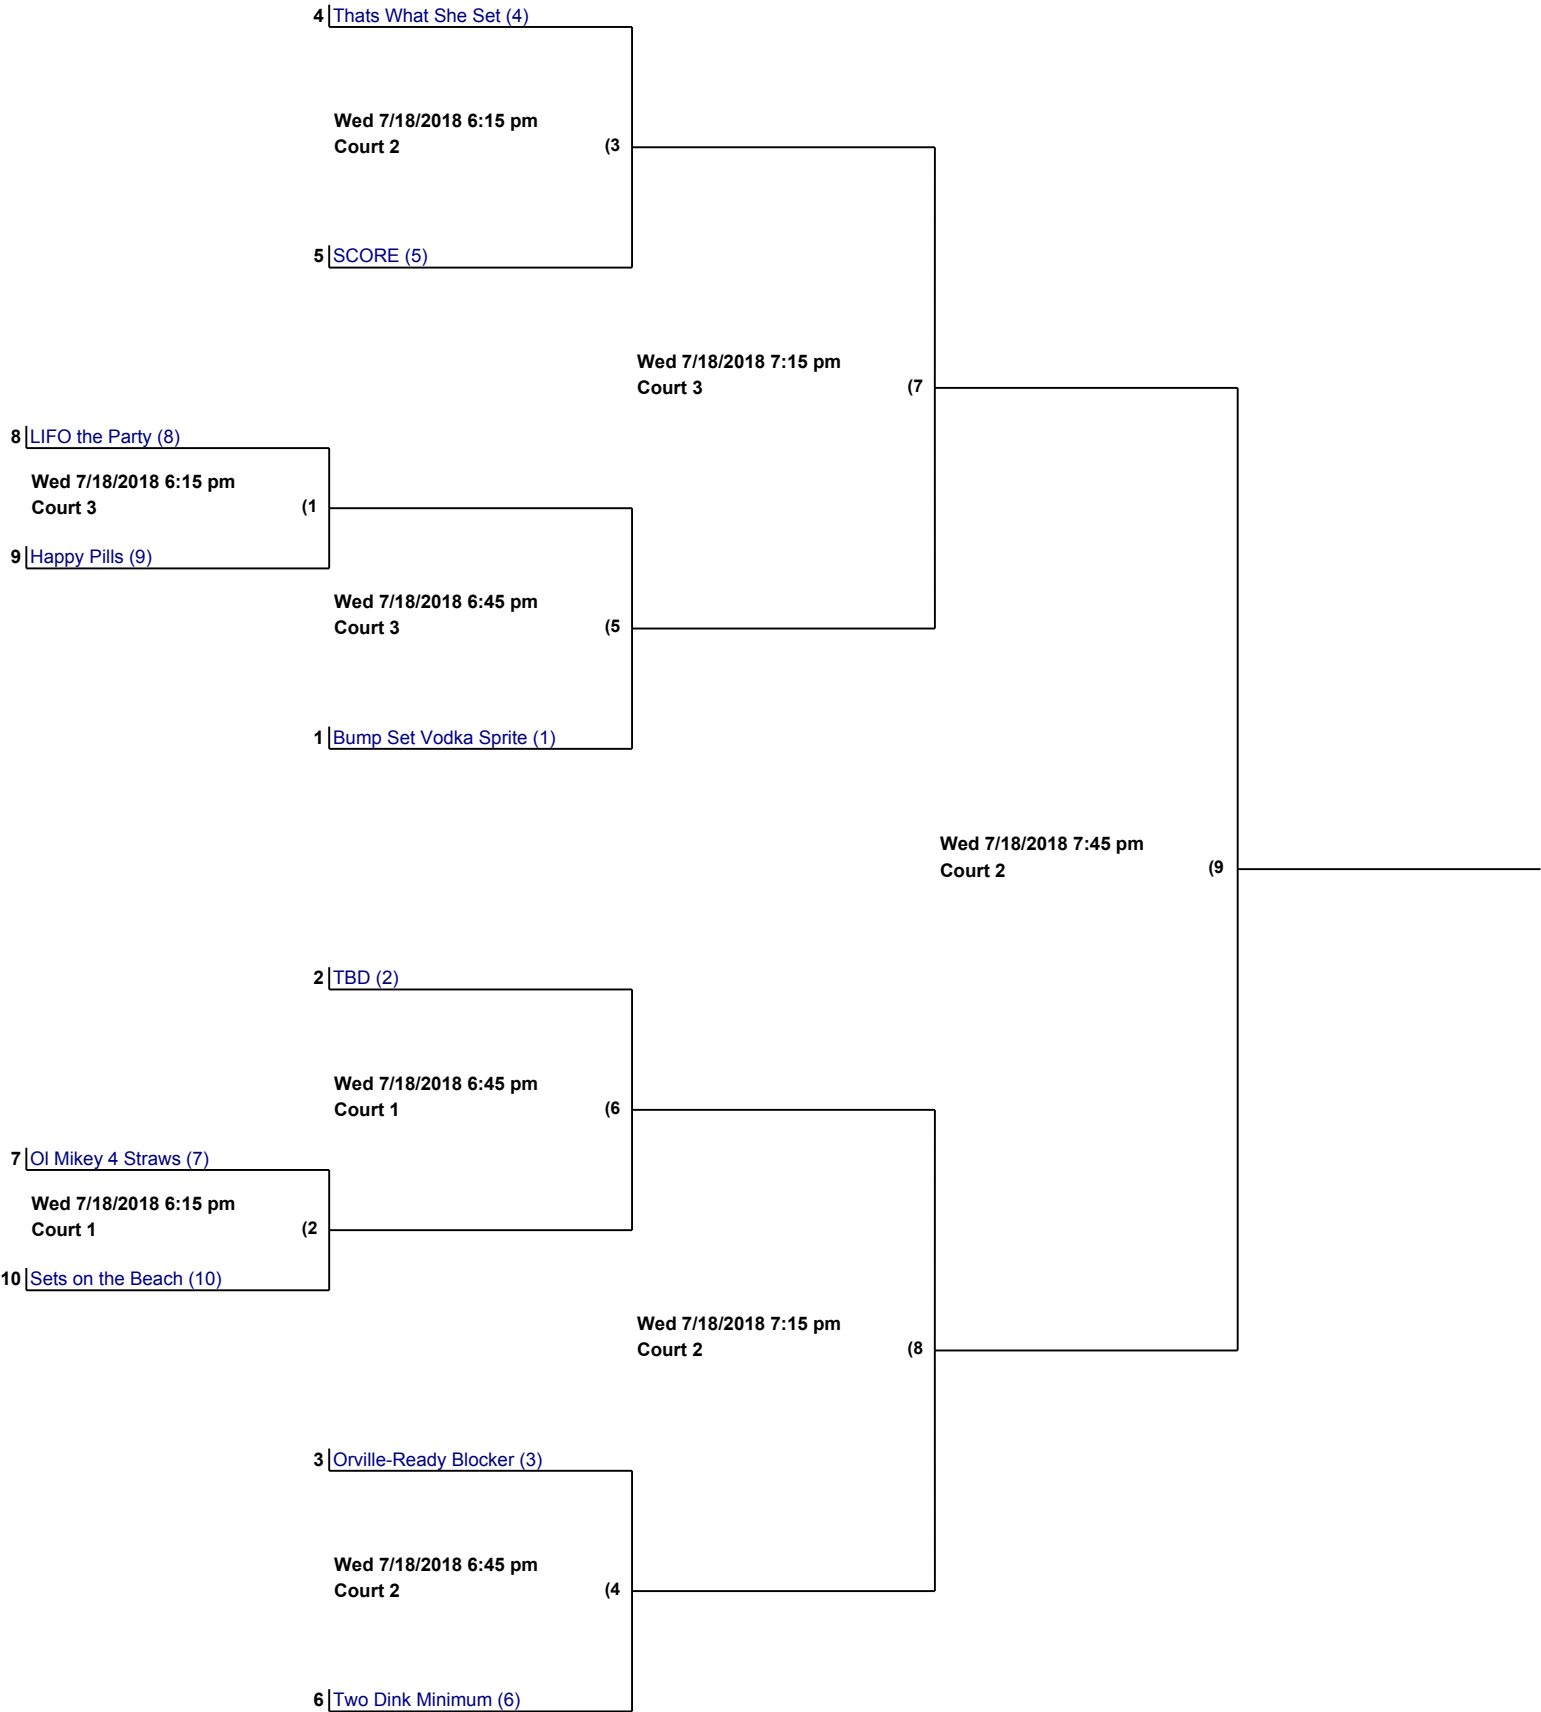 4 Thats What She Set (4)
Wed 7/18/2018 6:15 pm
Court 2 (3
5 SCORE (5)
Wed 7/18/2018 7:15 pm
Court 3 (7
8 LIFO the Party (8)
Wed 7/18/2018 6:15 pm
Court 3 (1
9 Happy Pills (9)
Wed 7/18/2018 6:45 pm
Court 3 (5
1 Bump Set Vodka Sprite (1)
Wed 7/18/2018 7:45 pm
Court 2 (9
2 TBD (2)
Wed 7/18/2018 6:45 pm
Court 1 (6
7 Ol Mikey 4 Straws (7)
Wed 7/18/2018 6:15 pm
Court 1 (2
10 Sets on the Beach (10)
Wed 7/18/2018 7:15 pm
Court 2 (8
3 Orville-Ready Blocker (3)
Wed 7/18/2018 6:45 pm
Court 2 (4
6 Two Dink Minimum (6)